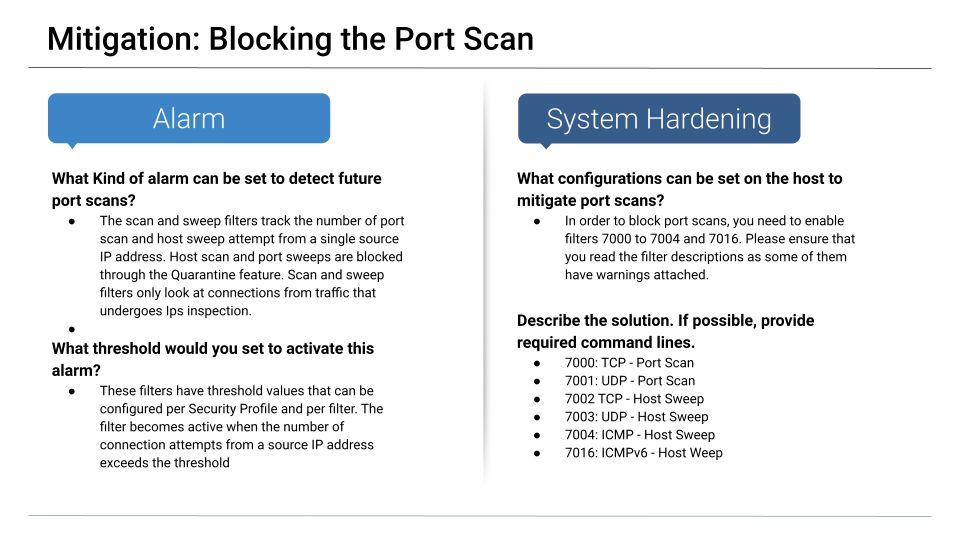 Mitigation: Blocking the Port Scan
Alarm
What Kind of alarm can be set to detect future
port scans?
● The scan and sweep filters track the number of port
scan and host sweep attempt from a single source
IP address. Host scan and port sweeps are blocked
through the Quarantine feature. Scan and sweep
filters only look at connections from traffic that
undergoes Ips inspection.
●
What threshold would you set to activate this
alarm?
● These filters have threshold values that can be
configured per Security Profile and per filter. The
filter becomes active when the number of
connection attempts from a source IP address
exceeds the threshold
System Hardening
What configurations can be set on the host to
mitigate port scans?
● In order to block port scans, you need to enable
filters 7000 to 7004 and 7016. Please ensure that
you read the filter descriptions as some of them
have warnings attached.
Describe the solution. If possible, provide
required command lines.
● 7000: TCP - Port Scan
● 7001: UDP - Port Scan
● 7002 TCP - Host Sweep
● 7003: UDP - Host Sweep
● 7004: ICMP - Host Sweep
● 7016: ICMPv6 - Host Weep